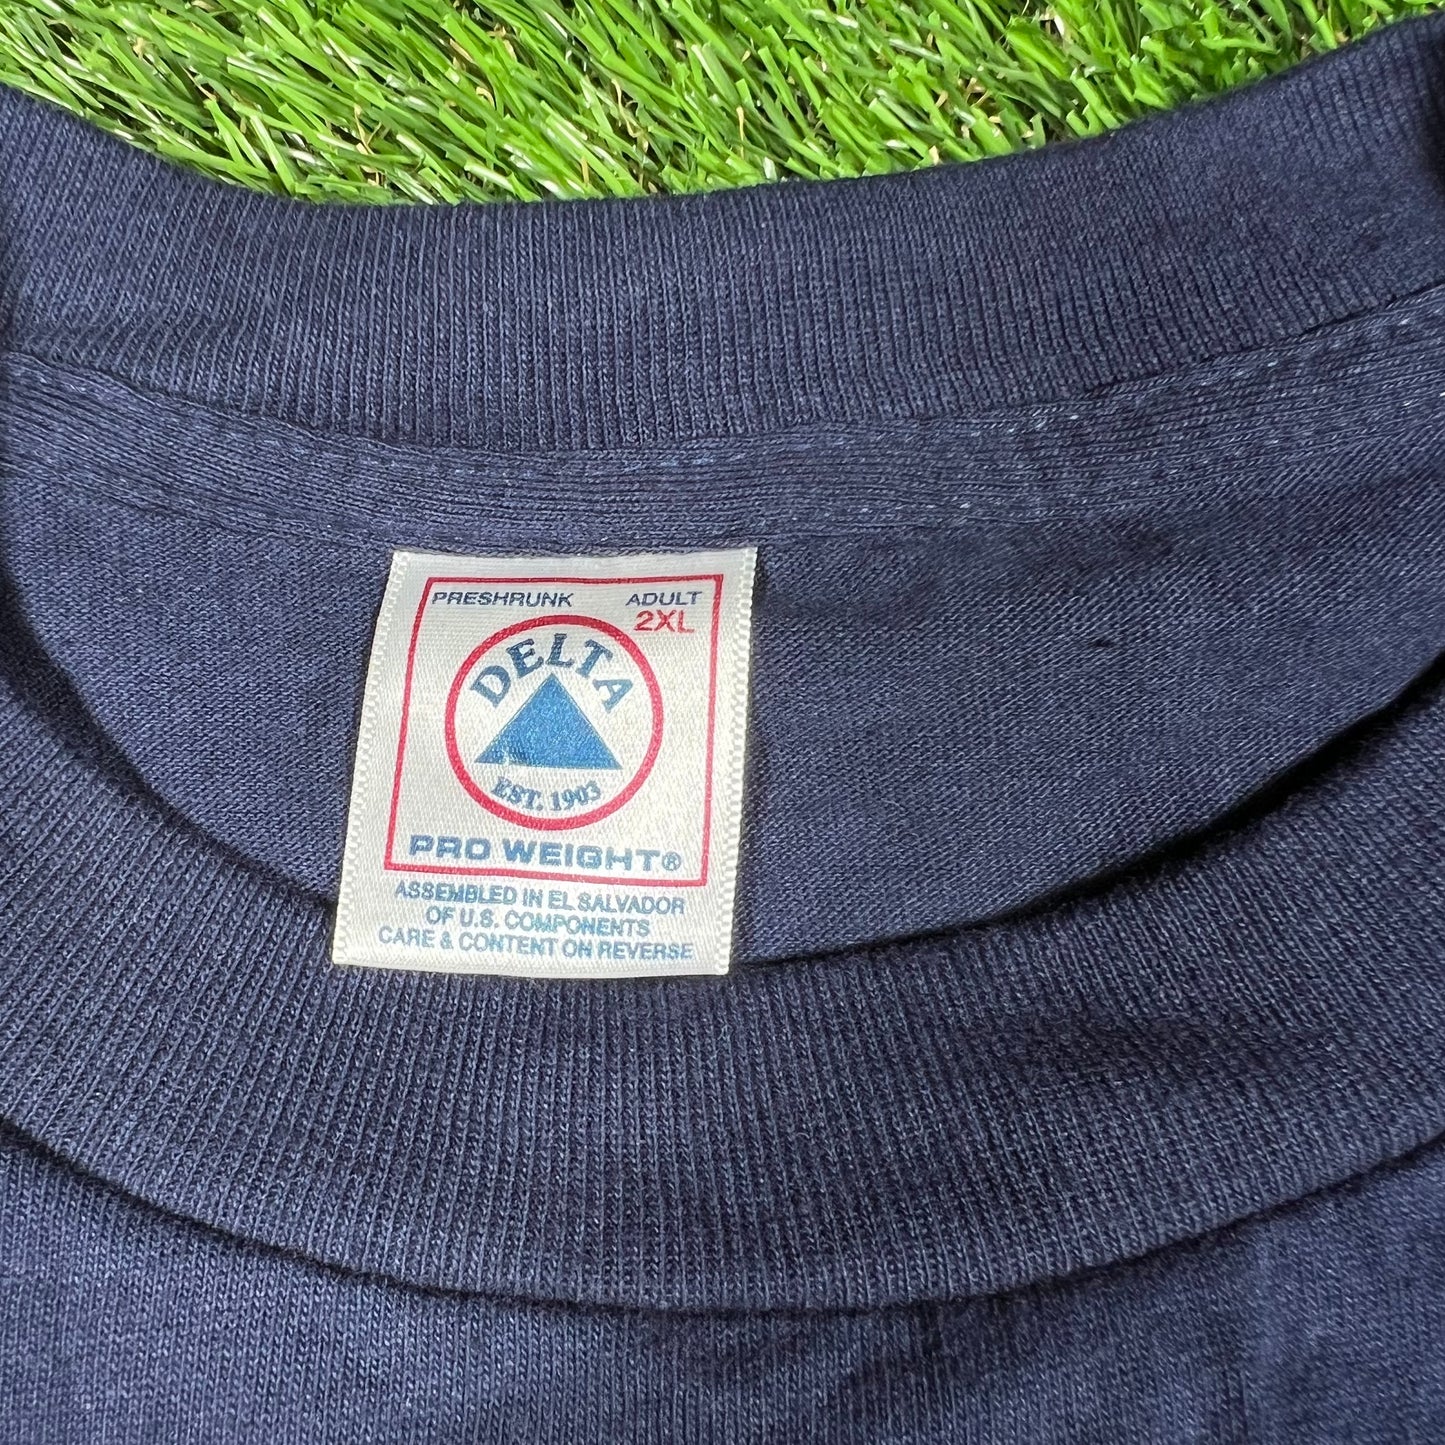 PRESHRUNK ADULT
2XL
DELTA
EST. 1903
PRO WEIGHT®
ASSEMBLED IN EL SALVADOR
OF U.S. COMPONENTS
CARE & CONTENT ON REVERSE